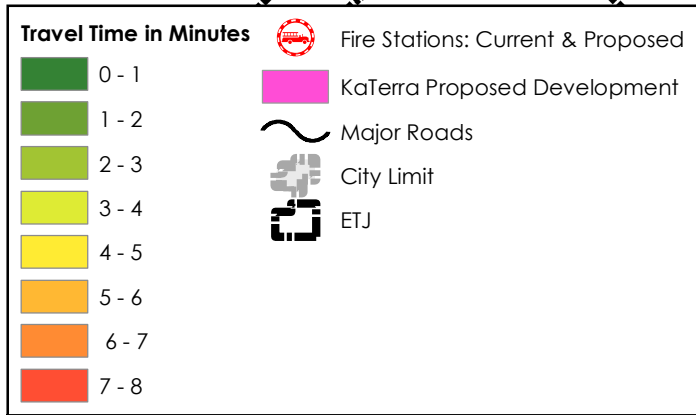 Travel Time in Minutes
0 - 1
1 - 2
2 - 3
3 - 4
4 - 5
5 - 6
6 - 7
7 - 8
Fire Stations: Current & Proposed
KaTerra Proposed Development
Major Roads
City Limit
ETJ